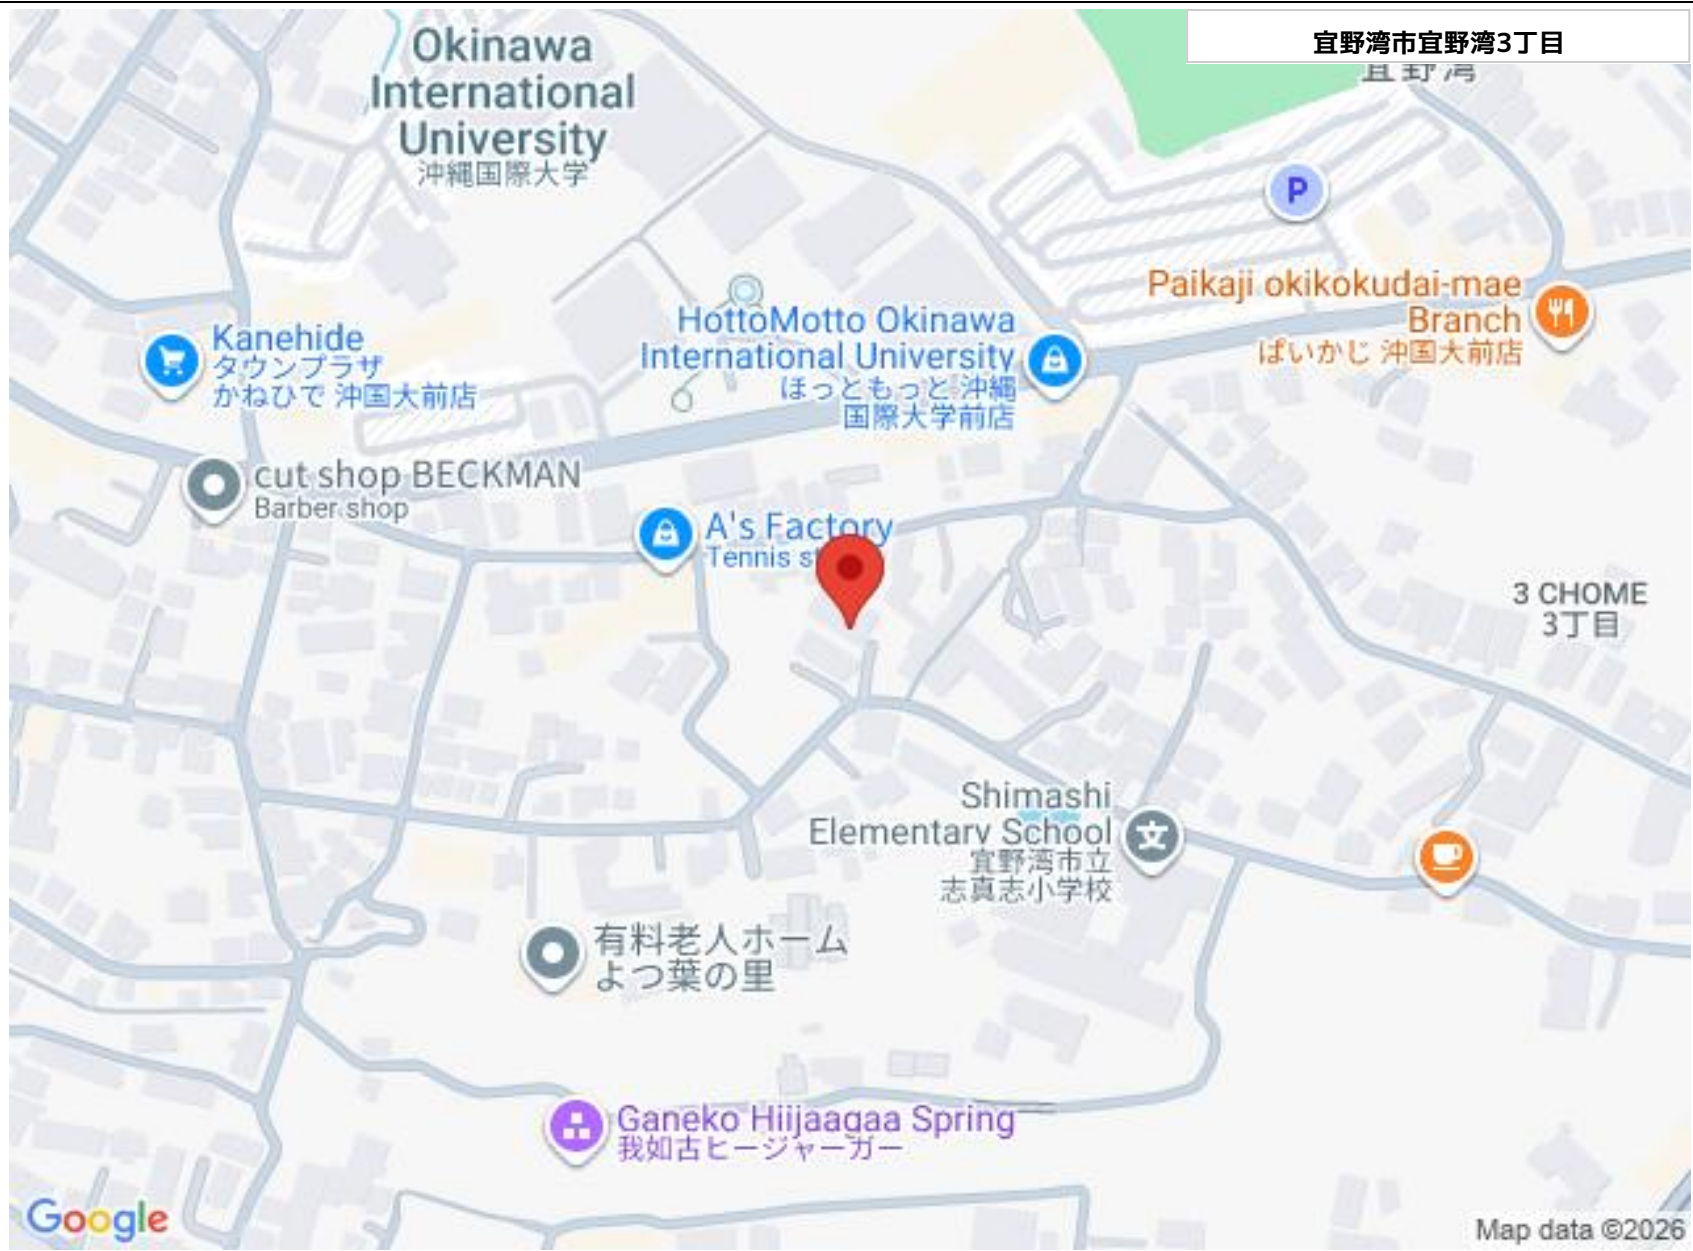 宜野湾市宜野湾3丁目
宜野湾
Okinawa
International
University
沖縄国際大学
P
Paikaji okikokudai-mae
Branch
ぱいかじ 沖国大前店
HottoMotto Okinawa
International University
ほっともっと 沖縄
国際大学前店
Kanehide
タウンプラザ
かねひで 沖国大前店
cut shop BECKMAN
Barber shop
A's Factory
Tennis s
3 CHOME
3丁目
Shimashi
Elementary School
宜野湾市立
志真志小学校
文
有料老人ホーム
よつ葉の里
Ganeko Hiijaagaa Spring
我如古ヒージャーガー
Google
Map data ©2026